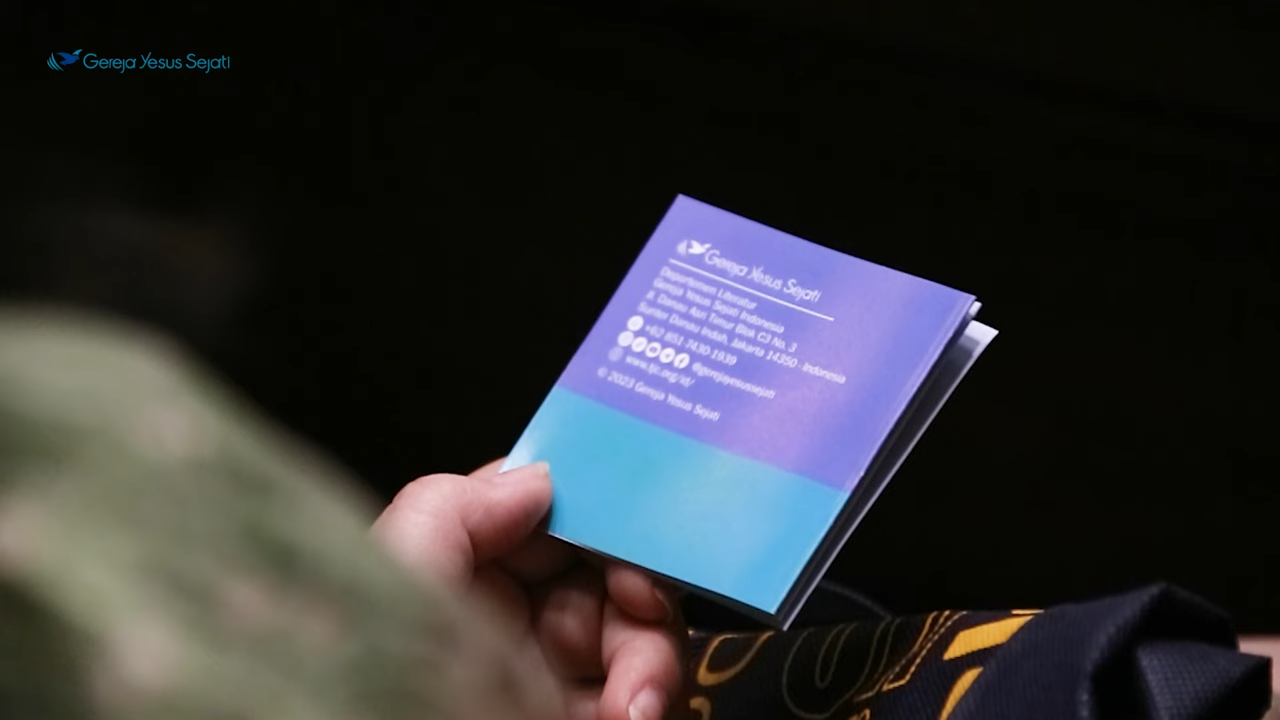 Gereja Yesus Sejati
Gereja Yesus Sejati
Departemen Literatur
Gereja Yesus Sejati Indonesia
Jl. Danau Asri Timur Blok C3 No. 3
Sunter Danau Indah, Jakarta 14350 - Indonesia
+62 851-7430-1939
@gerejayesussejati
www.tjc.org/id/
© 2023 Gereja Yesus Sejati